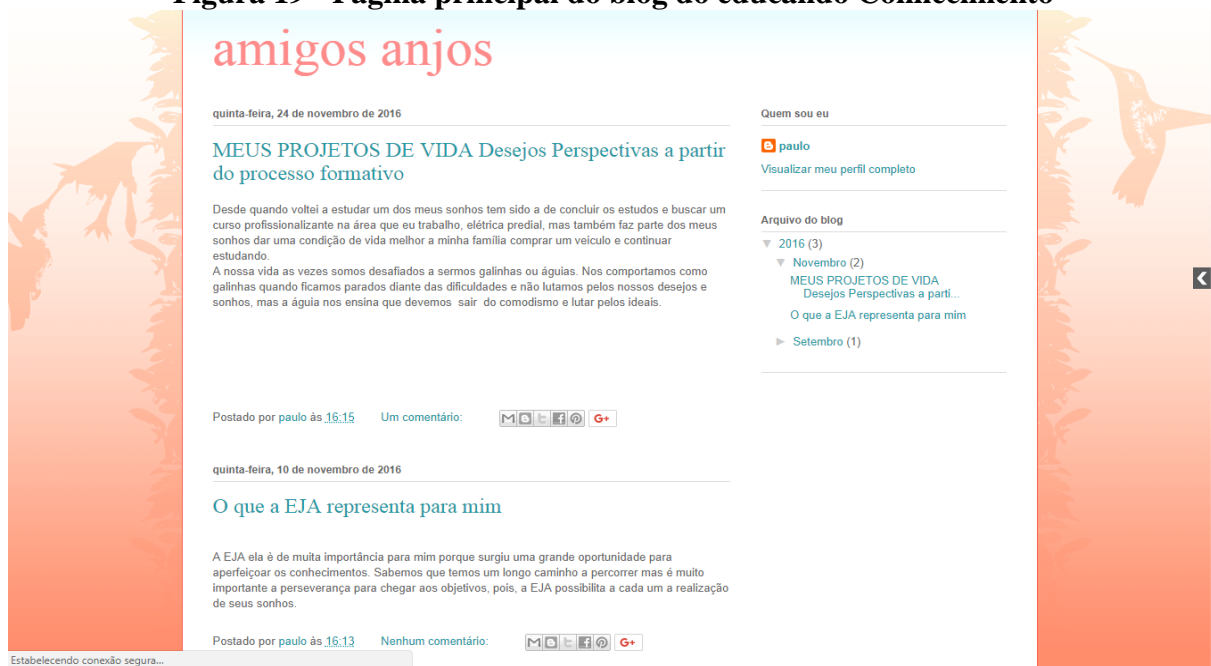 Figura 19 - Página principal do blog do educando Conhecimento
amigos anjos
quinta-feira, 24 de novembro de 2016
MEUS PROJETOS DE VIDA Desejos Perspectivas a partir
do processo formativo
Desde quando voltei a estudar um dos meus sonhos tem sido a de concluir os estudos e buscar um
curso profissionalizante na área que eu trabalho, elétrica predial, mas também faz parte dos meus
sonhos dar uma condição de vida melhor a minha família comprar um veiculo e continuar
estudando.
A nossa vida as vezes somos desafiados a sermos galinhas ou águias. Nos comportamos como
galinhas quando ficamos parados diante das dificuldades e não lutamos pelos nossos desejos e
sonhos, mas a águia nos ensina que devemos  sair  do comodismo e lutar pelos ideais.
Postado por paulo às 16:15 Um comentário:
G+
quinta-feira, 10 de novembro de 2016
O que a EJA representa para mim
A EJA ela è de muita importância para mim porque surgiu uma grande oportunidade para
aperfeiçoar os conhecimentos. Sabemos que temos um longo caminho a percorrer mas é muito
importante a perseverança para chegar aos objetivos, pois, a EJA possibilita a cada um a realização
de seus sonhos.
Postado por paulo às 16:13 Nenhum comentário:
G+
Quem sou eu
paulo
Visualizar meu perfil completo
Arquivo do blog
▼ 2016 (3)
▼ Novembro (2)
MEUS PROJETOS DE VIDA
Desejos Perspectivas a parti...
O que a EJA representa para mim
► Setembro (1)
Estabelecendo conexão segura...